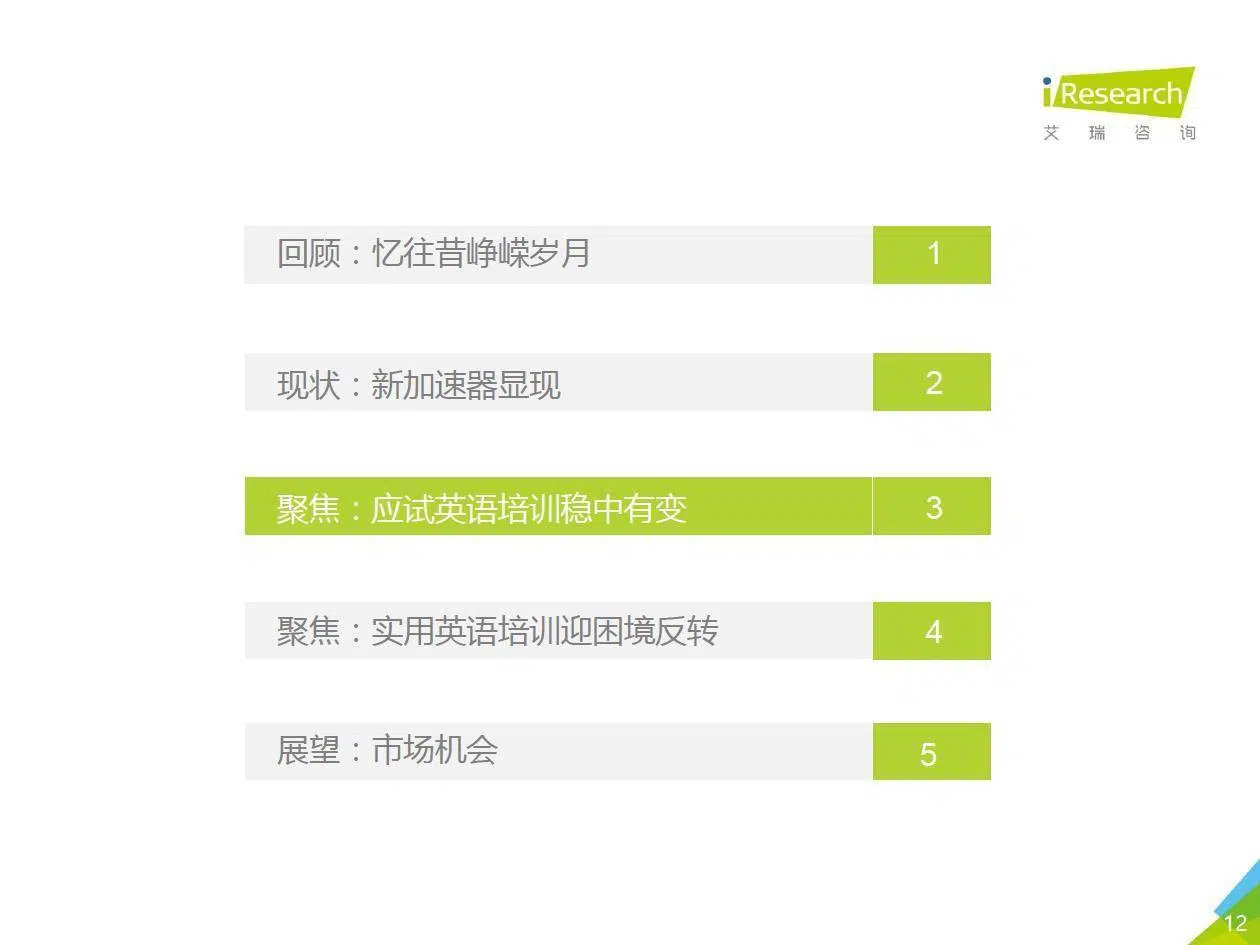 iResearch
艾瑞咨询
回顾：忆往昔峥嵘岁月 1
现状：新加速器显现 2
聚焦：应试英语培训稳中有变 3
聚焦：实用英语培训迎困境反转 4
展望：市场机会 5
12